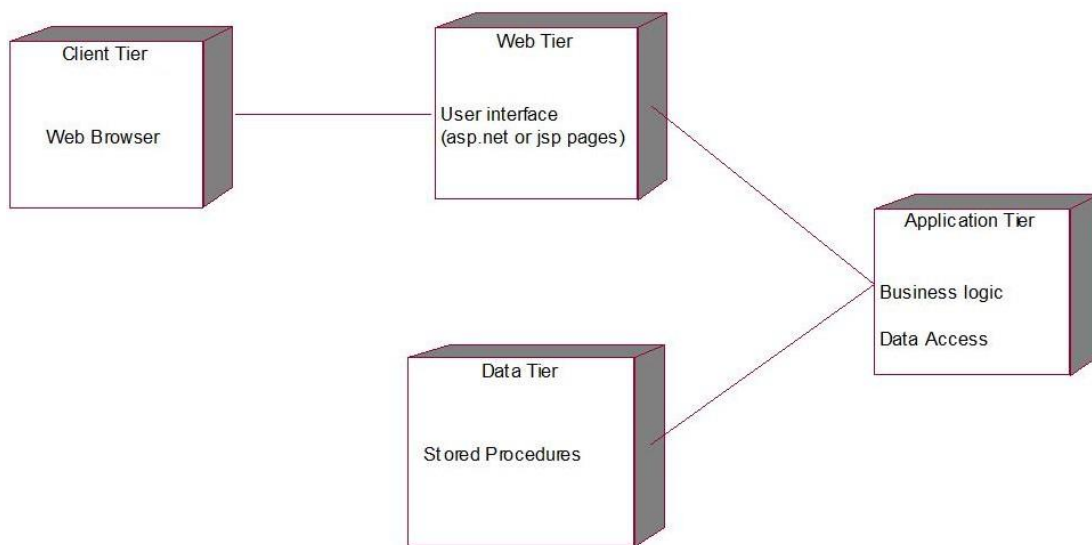 Client Tier
Web Browser
Web Tier
User interface
(asp.net or jsp pages)
Application Tier
Business logic
Data Access
Data Tier
Stored Procedures